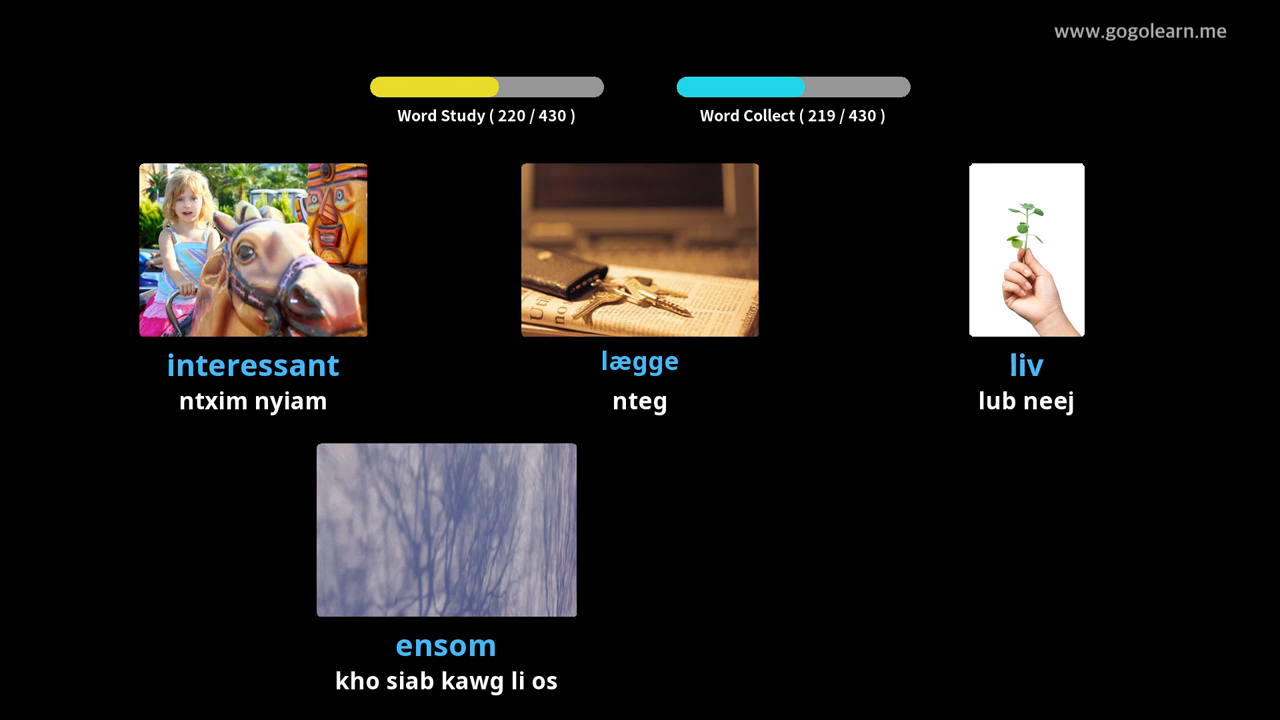 www.gogolearn.me
Word Study ( 220 / 430 )
Word Collect ( 219 / 430 )
interessant
lægge
liv
ntxim nyiam
nteg
lub neej
ensom
kho siab kawg li os